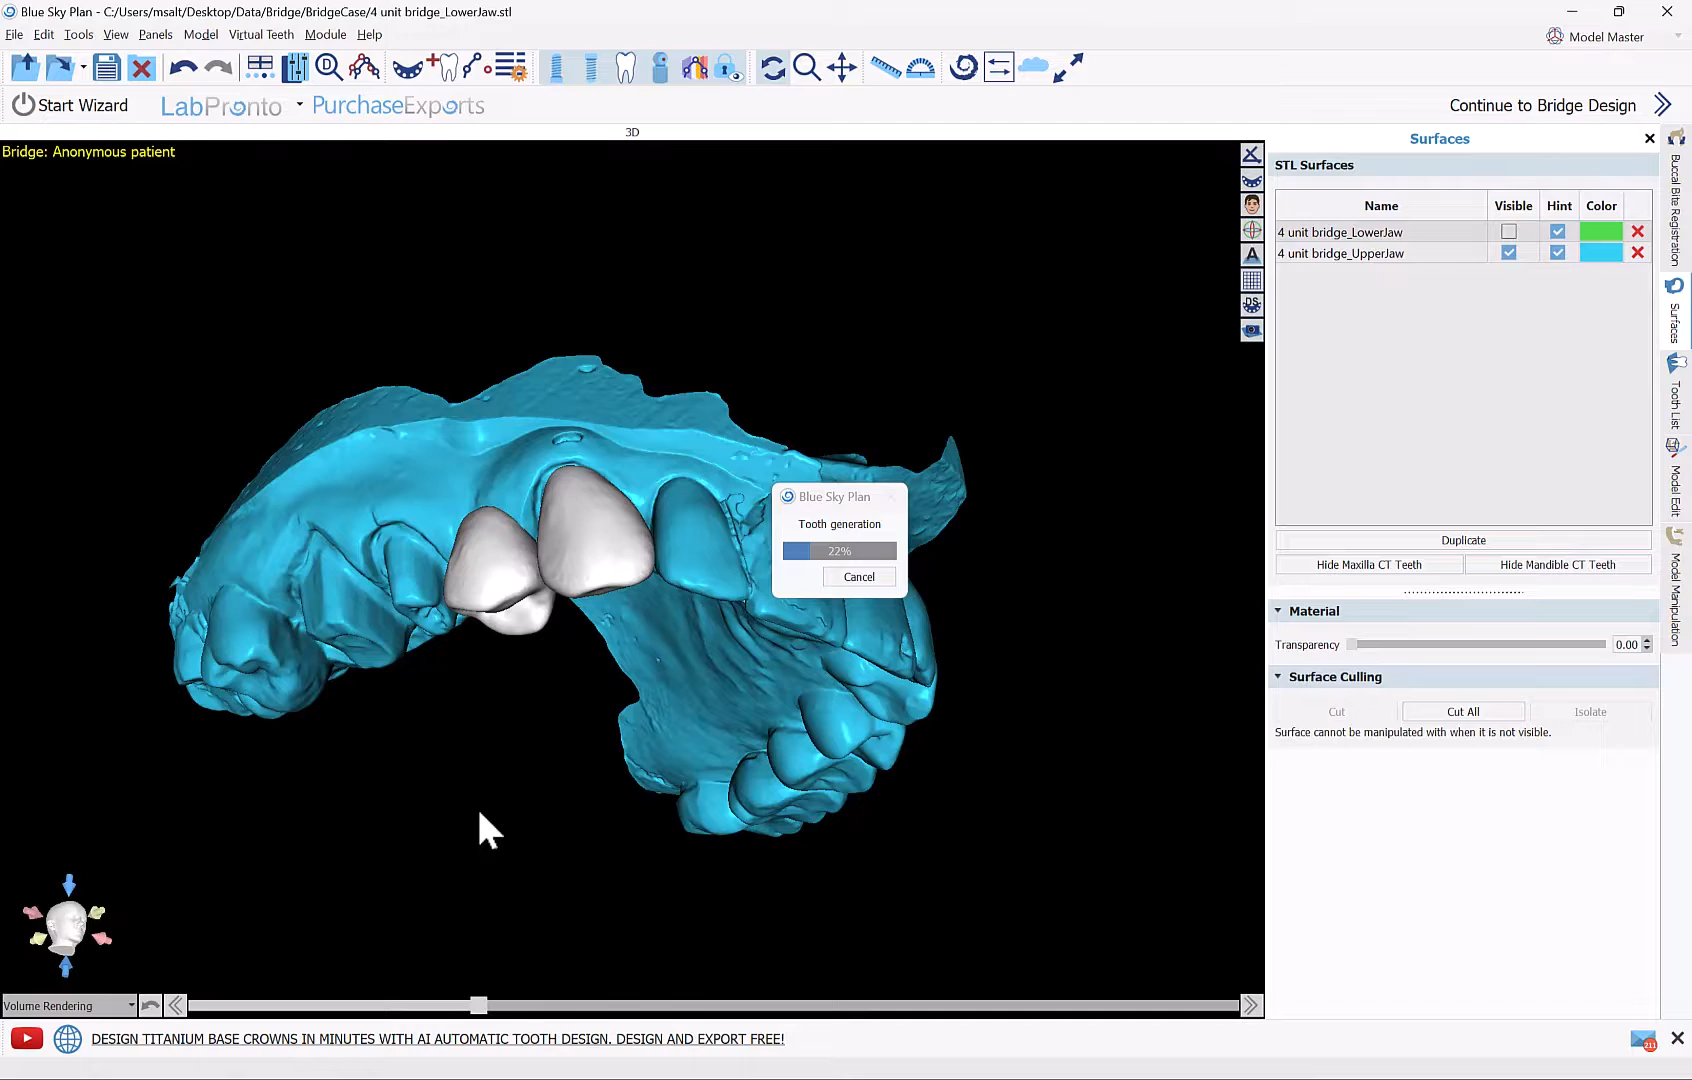 Blue Sky Plan - C:/Users/msalt/Desktop/Data/Bridge/BridgeCase/4 unit bridge_LowerJaw.stl
File Edit Tools View Panels Model Virtual Teeth Module Help
Model Master
D
DS
Start Wizard LabPronto PurchaseExports Continue to Bridge Design
3D
Bridge: Anonymous patient
A
Surfaces
STL Surfaces
Name Visible Hint Color
4 unit bridge_LowerJaw
4 unit bridge_UpperJaw
Duplicate
Hide Maxilla CT Teeth Hide Mandible CT Teeth
Material
Transparency 0.00
Surface Culling
Cut Cut All Isolate
Surface cannot be manipulated with when it is not visible.
Buccal Bite Registration
Surfaces
Tooth List
Model Edit
Model Manipulation
Blue Sky Plan
Tooth generation
22%
Cancel
Volume Rendering
DESIGN TITANIUM BASE CROWNS IN MINUTES WITH AI AUTOMATIC TOOTH DESIGN. DESIGN AND EXPORT FREE!
211